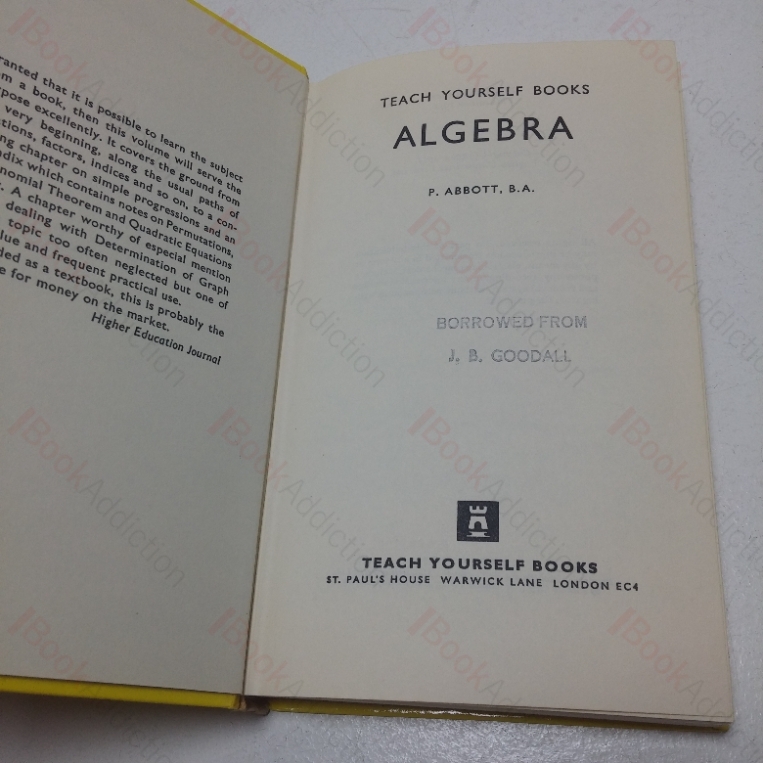 ranted that it is possible to learn the subject
m a book, then this volume will serve the
pose excellently. It covers the ground from
very beginning, along the usual paths of
tions, factors, indices and so on, to a con-
ng chapter on simple progressions and an
dix which contains notes on Permutations,
nomial Theorem and Quadratic Equations
. A chapter worthy of especial mention
dealing with Determination of Graph
topic too often neglected but one of
lue and frequent practical use.
ded as a textbook, this is probably the
e for money on the market.
Higher Education Journal
TEACH YOURSELF BOOKS
ALGEBRA
P. ABBOTT, B.A.
BORROWED FROM
J. B. GOODALL
TEACH YOURSELF BOOKS
ST. PAUL'S HOUSE WARWICK LANE LONDON EC4
BookAddiction